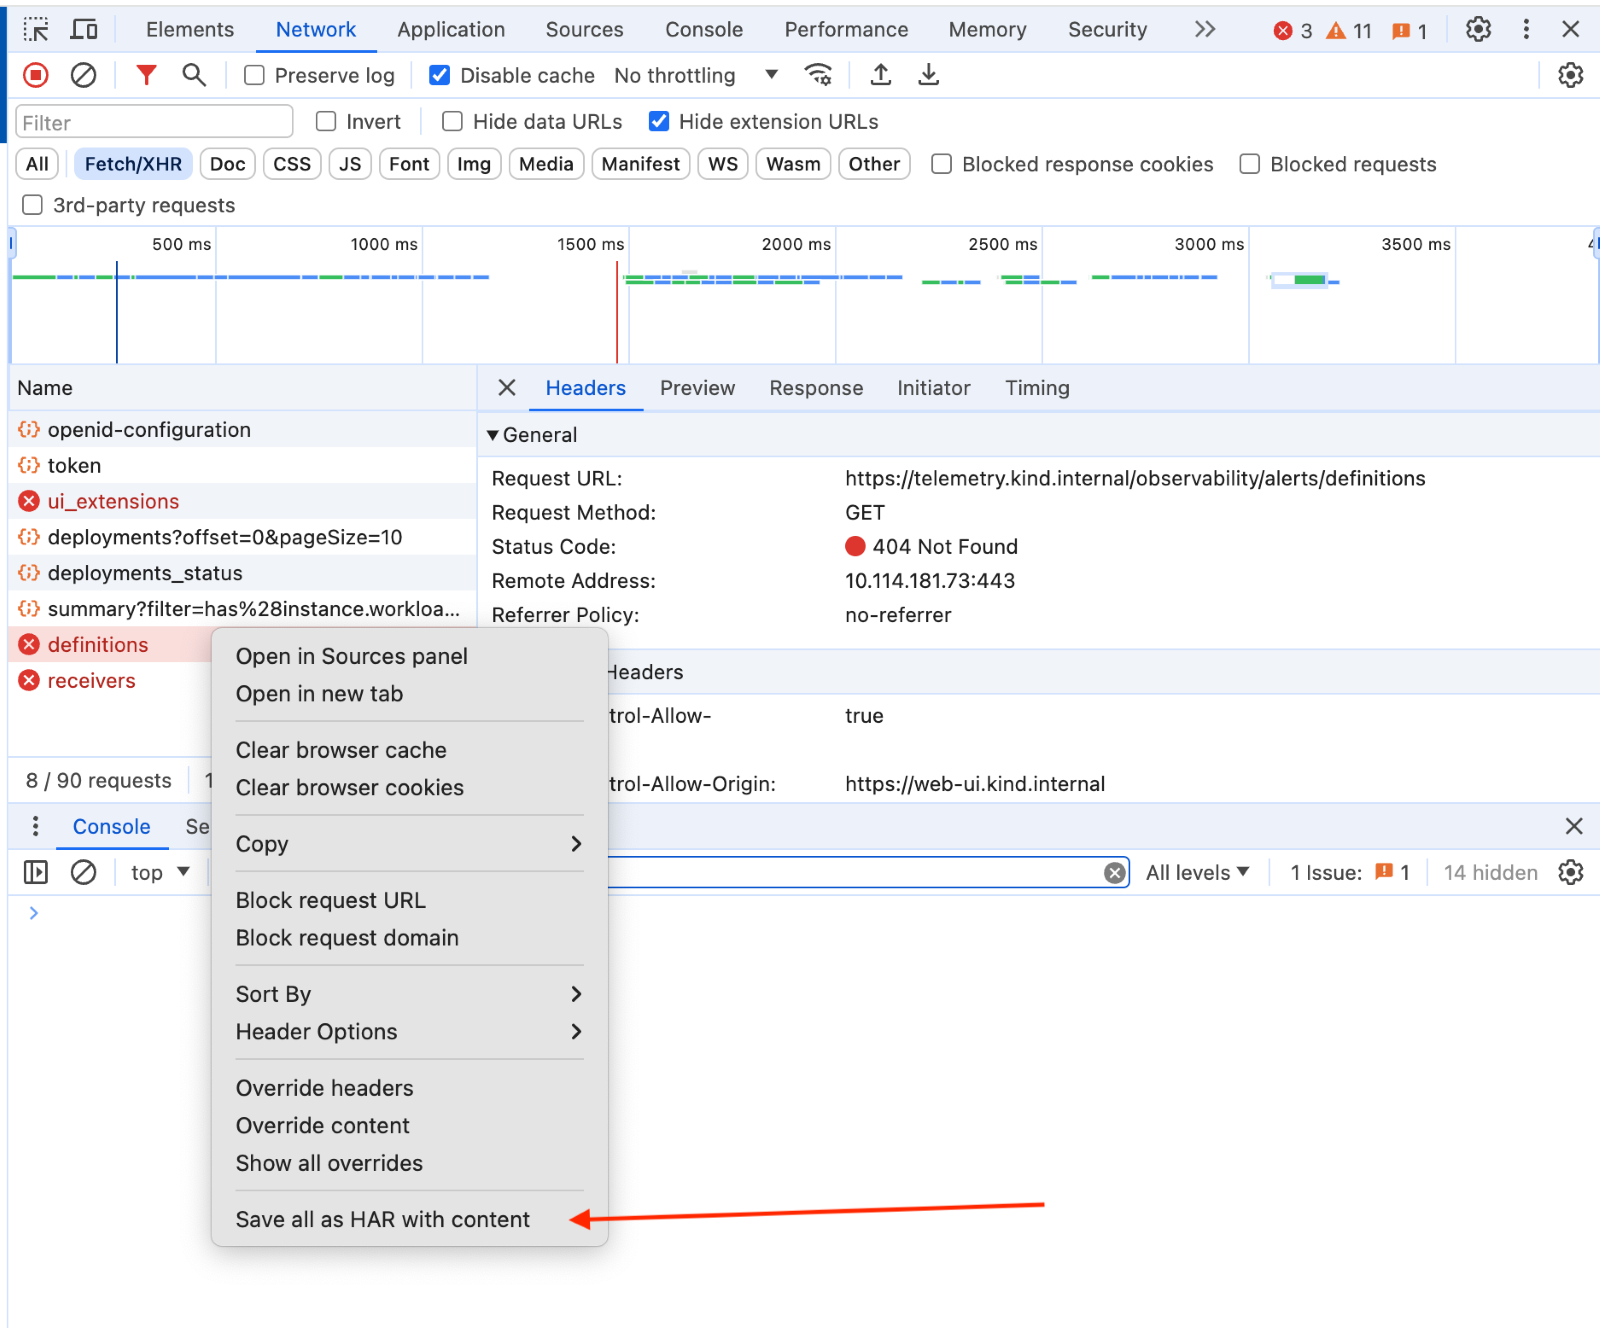 Elements Network Application Sources Console Performance Memory Security 3 11 1
Preserve log Disable cache No throttling
Filter Invert Hide data URLs Hide extension URLs
All Fetch/XHR Doc CSS JS Font Img Media Manifest WS Wasm Other Blocked response cookies Blocked requests
3rd-party requests
500 ms 1000 ms 1500 ms 2000 ms 2500 ms 3000 ms 3500 ms
Name
Headers Preview Response Initiator Timing
openid-configuration
token
ui_extensions
deployments?offset=0&pageSize=10
deployments_status
summary?filter=has%28instance.workloa...
definitions
receivers
8 / 90 requests
General
Request URL: https://telemetry.kind.internal/observability/alerts/definitions
Request Method: GET
Status Code: 404 Not Found
Remote Address: 10.114.181.73:443
Referrer Policy: no-referrer
Headers
trol-Allow- true
trol-Allow-Origin: https://web-ui.kind.internal
Open in Sources panel
Open in new tab
Clear browser cache
Clear browser cookies
Copy
Block request URL
Block request domain
Sort By
Header Options
Override headers
Override content
Show all overrides
Save all as HAR with content
Console Se
top All levels 1 Issue: 1 14 hidden